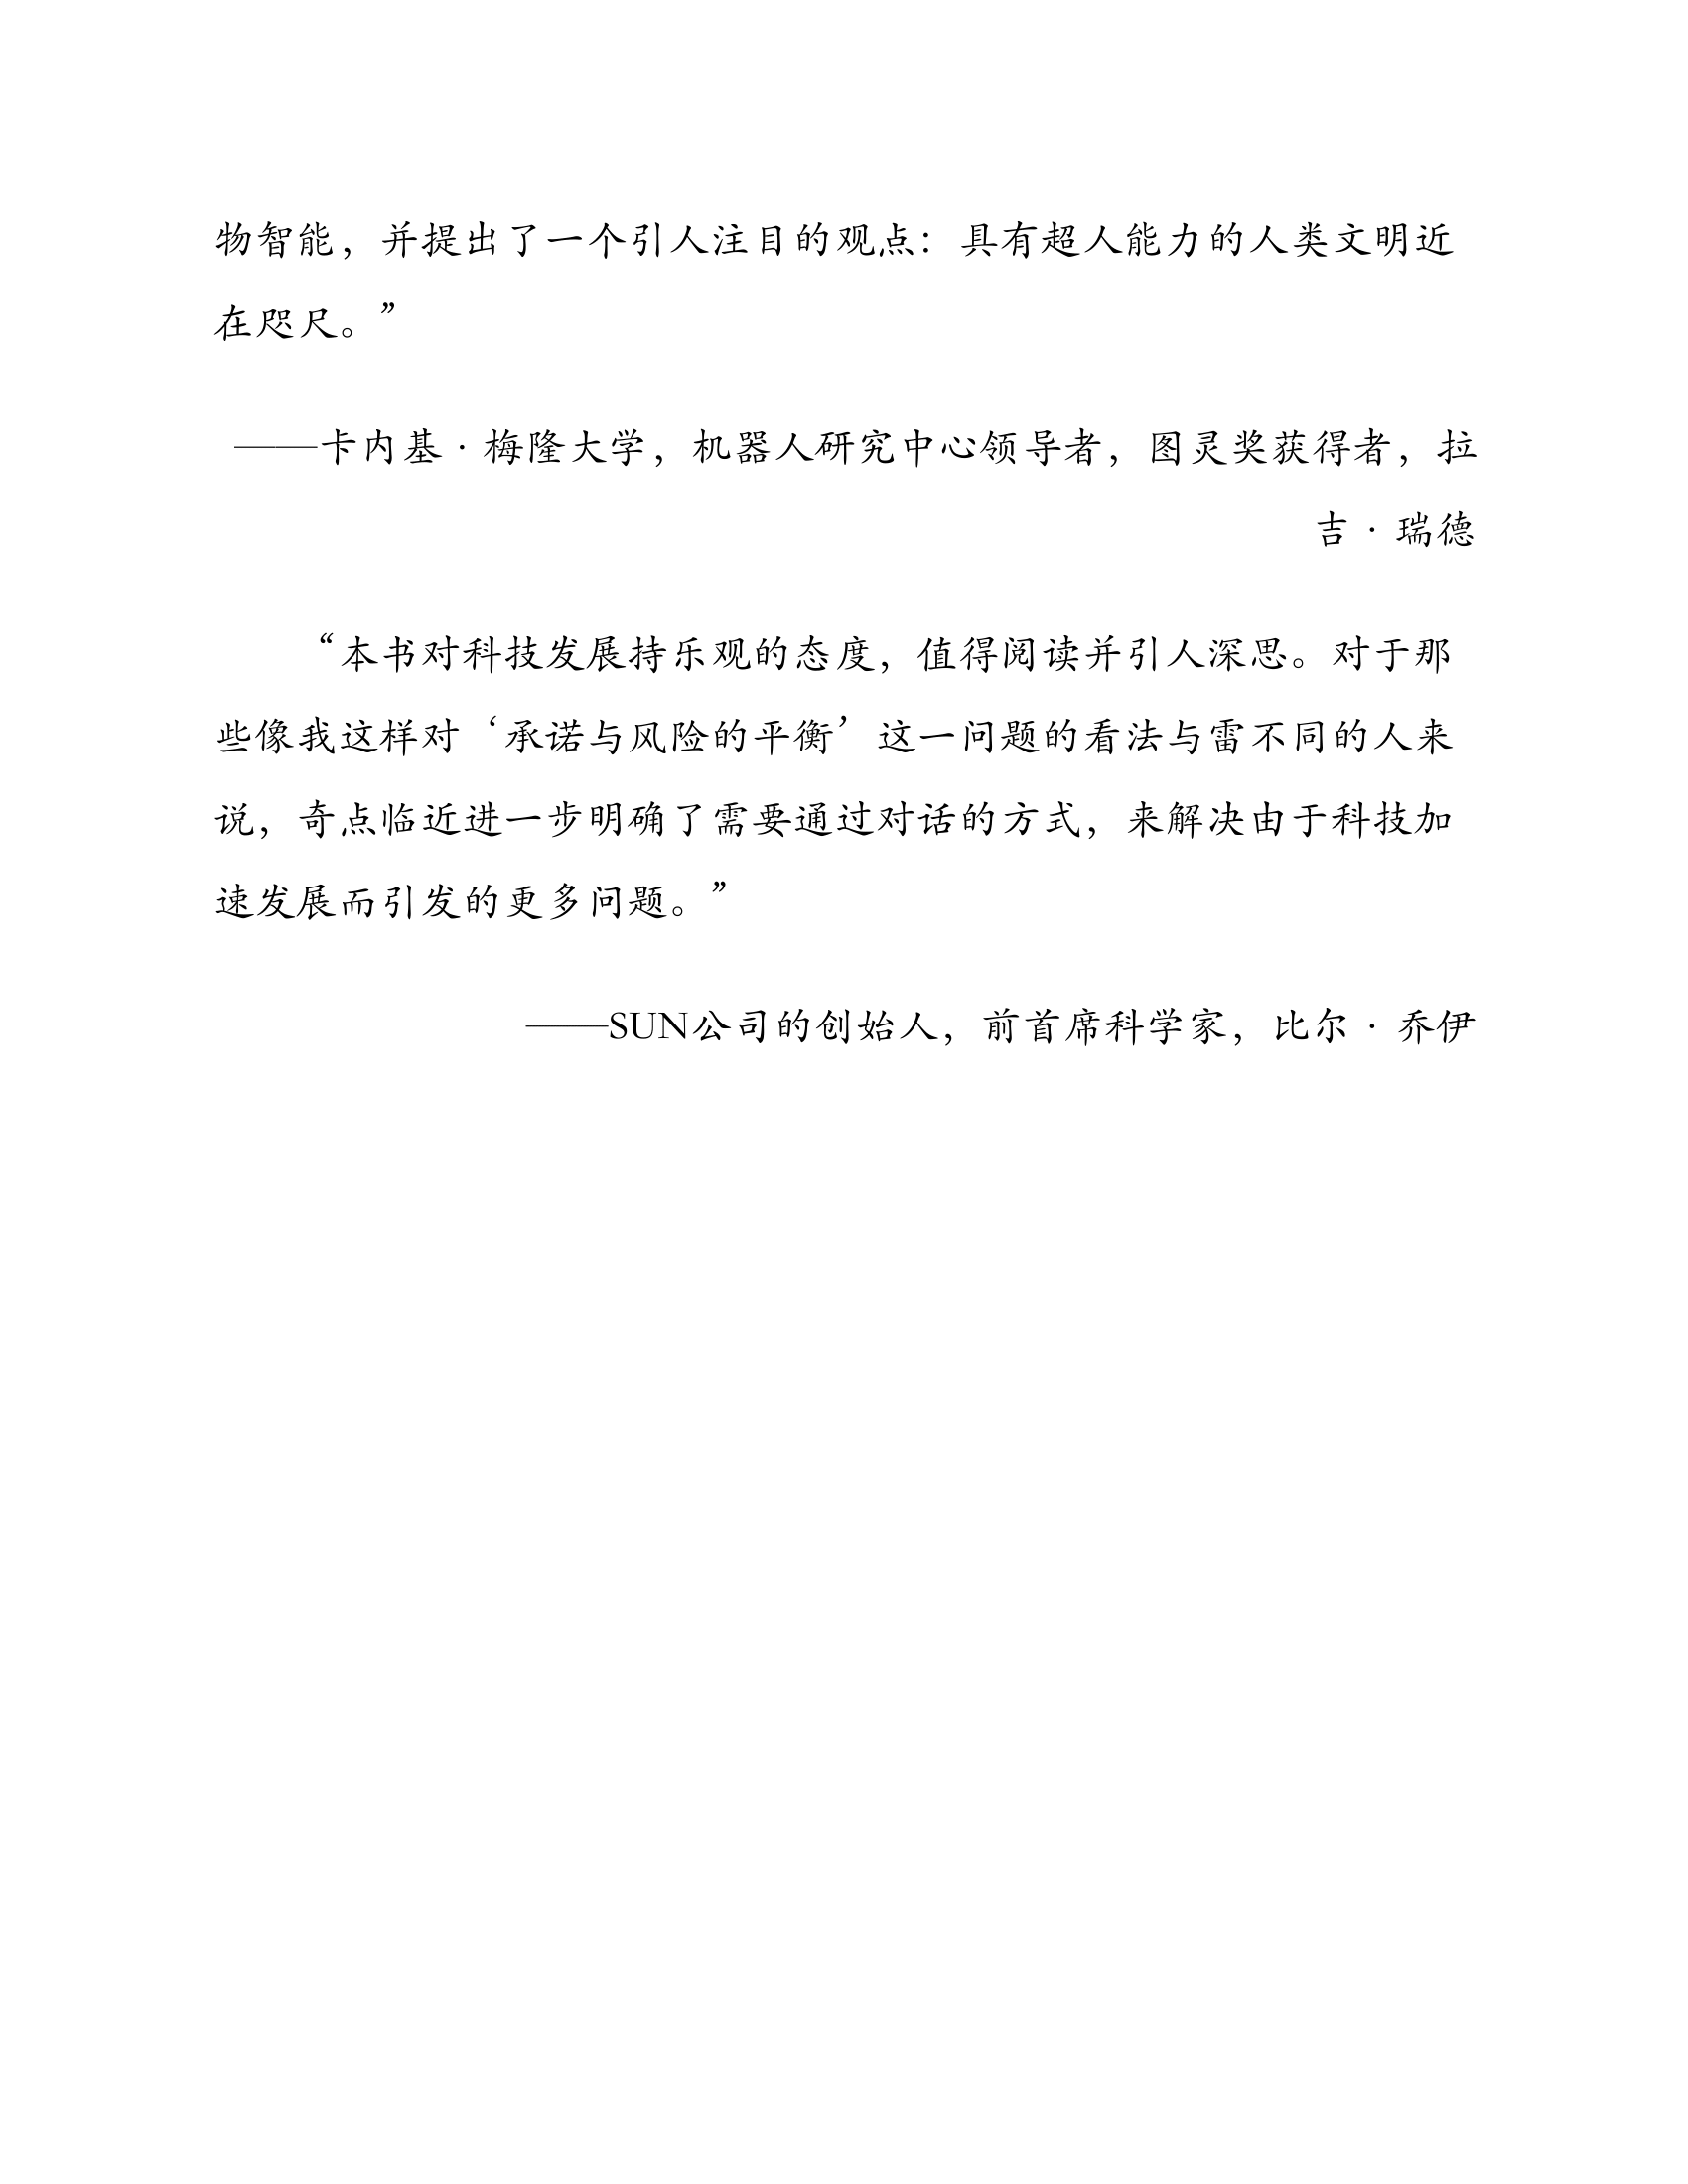 物智能，并提出了一个引人注目的观点：具有超人能力的人类文明近
在咫尺。”
——卡内基·梅隆大学，机器人研究中心领导者，图灵奖获得者，拉
吉·瑞德
“本书对科技发展持乐观的态度，值得阅读并引人深思。对于那
些像我这样对‘承诺与风险的平衡’这一问题的看法与雷不同的人来
说，奇点临近进一步明确了需要通过对话的方式，来解决由于科技加
速发展而引发的更多问题。”
——SUN公司的创始人，前首席科学家，比尔·乔伊